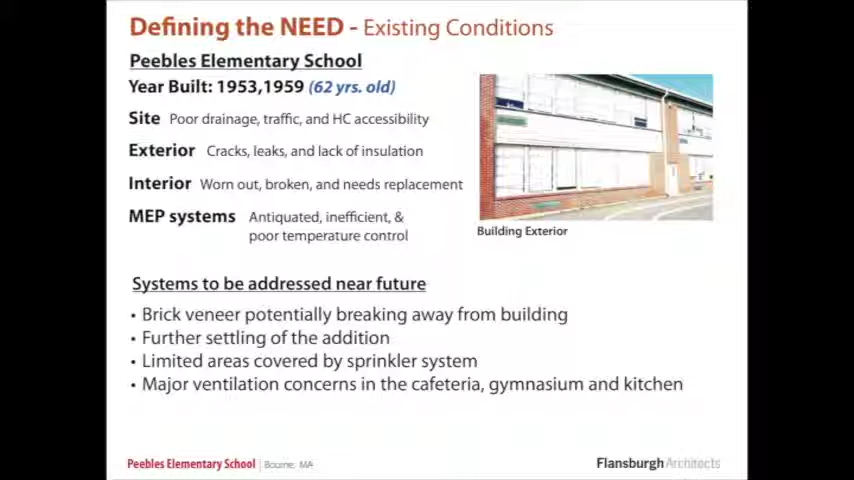 Defining the NEED - Existing Conditions
Peebles Elementary School
Year Built: 1953,1959 (62 yrs. old)
Site Poor drainage, traffic, and HC accessibility
Exterior Cracks, leaks, and lack of insulation
Interior Worn out, broken, and needs replacement
MEP systems Antiquated, inefficient, &
poor temperature control
Building Exterior
Systems to be addressed near future
• Brick veneer potentially breaking away from building
• Further settling of the addition
• Limited areas covered by sprinkler system
• Major ventilation concerns in the cafeteria, gymnasium and kitchen
Peebles Elementary School | Bourne, MA
FlansburghArchitects